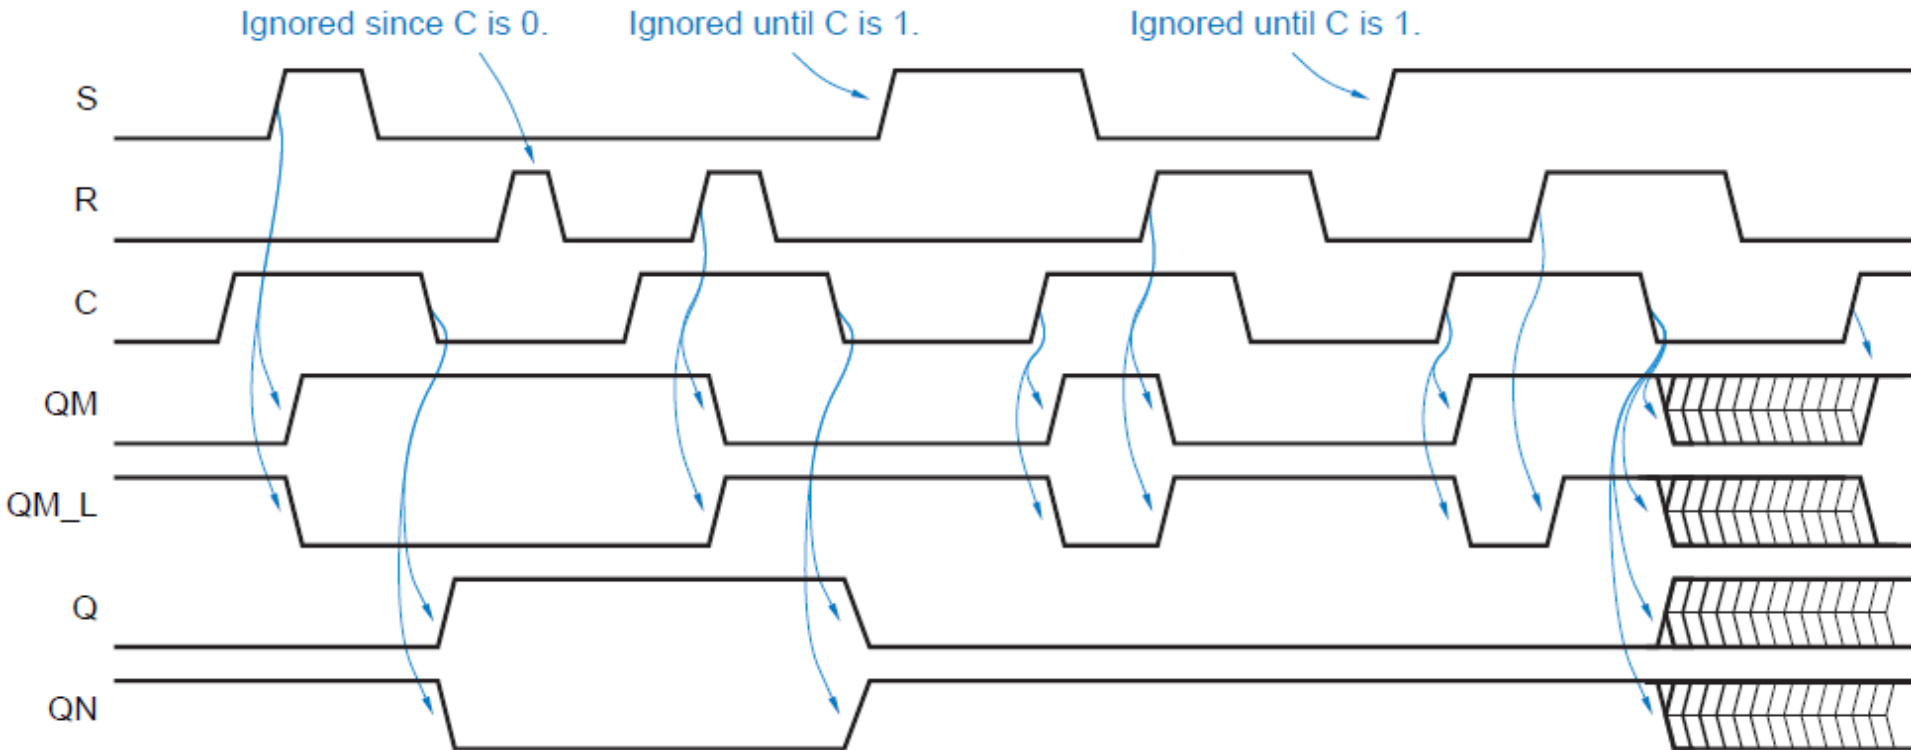 Ignored since C is 0. Ignored until C is 1. Ignored until C is 1.
S
R
C
QM
QM_L
Q
QN